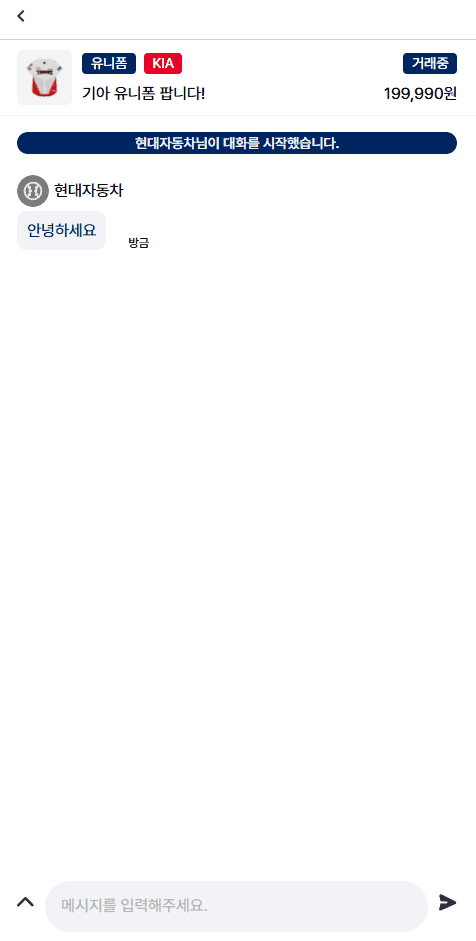 유니폼 KIA 거래중
기아 유니폼 팝니다! 199,990원
현대자동차님이 대화를 시작했습니다.
현대자동차
안녕하세요 방금
메시지를 입력해주세요.